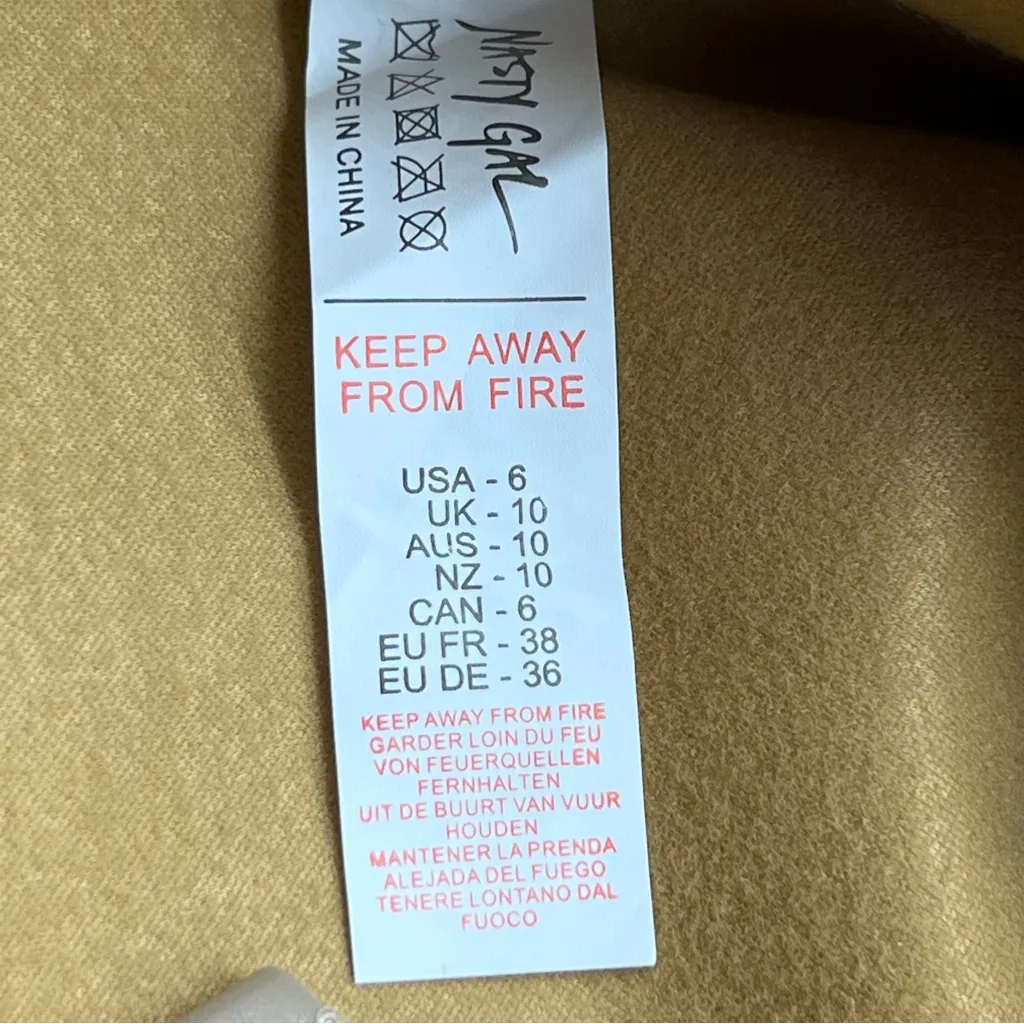 NASTY GAL
MADE IN CHINA
KEEP AWAY
FROM FIRE
USA - 6
UK - 10
AUS - 10
NZ - 10
CAN - 6
EU FR - 38
EU DE - 36
KEEP AWAY FROM FIRE
GARDER LOIN DU FEU
VON FEUERQUELLEN
FERNHALTEN
UIT DE BUURT VAN VUUR
HOUDEN
MANTENER LA PRENDA
ALEJADA DEL FUEGO
TENERE LONTANO DAL
FUOCO